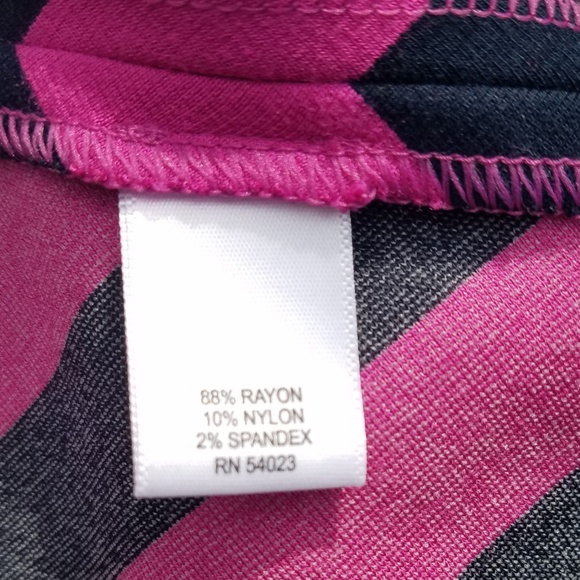 88% RAYON
10% NYLON
2% SPANDEX
RN 54023